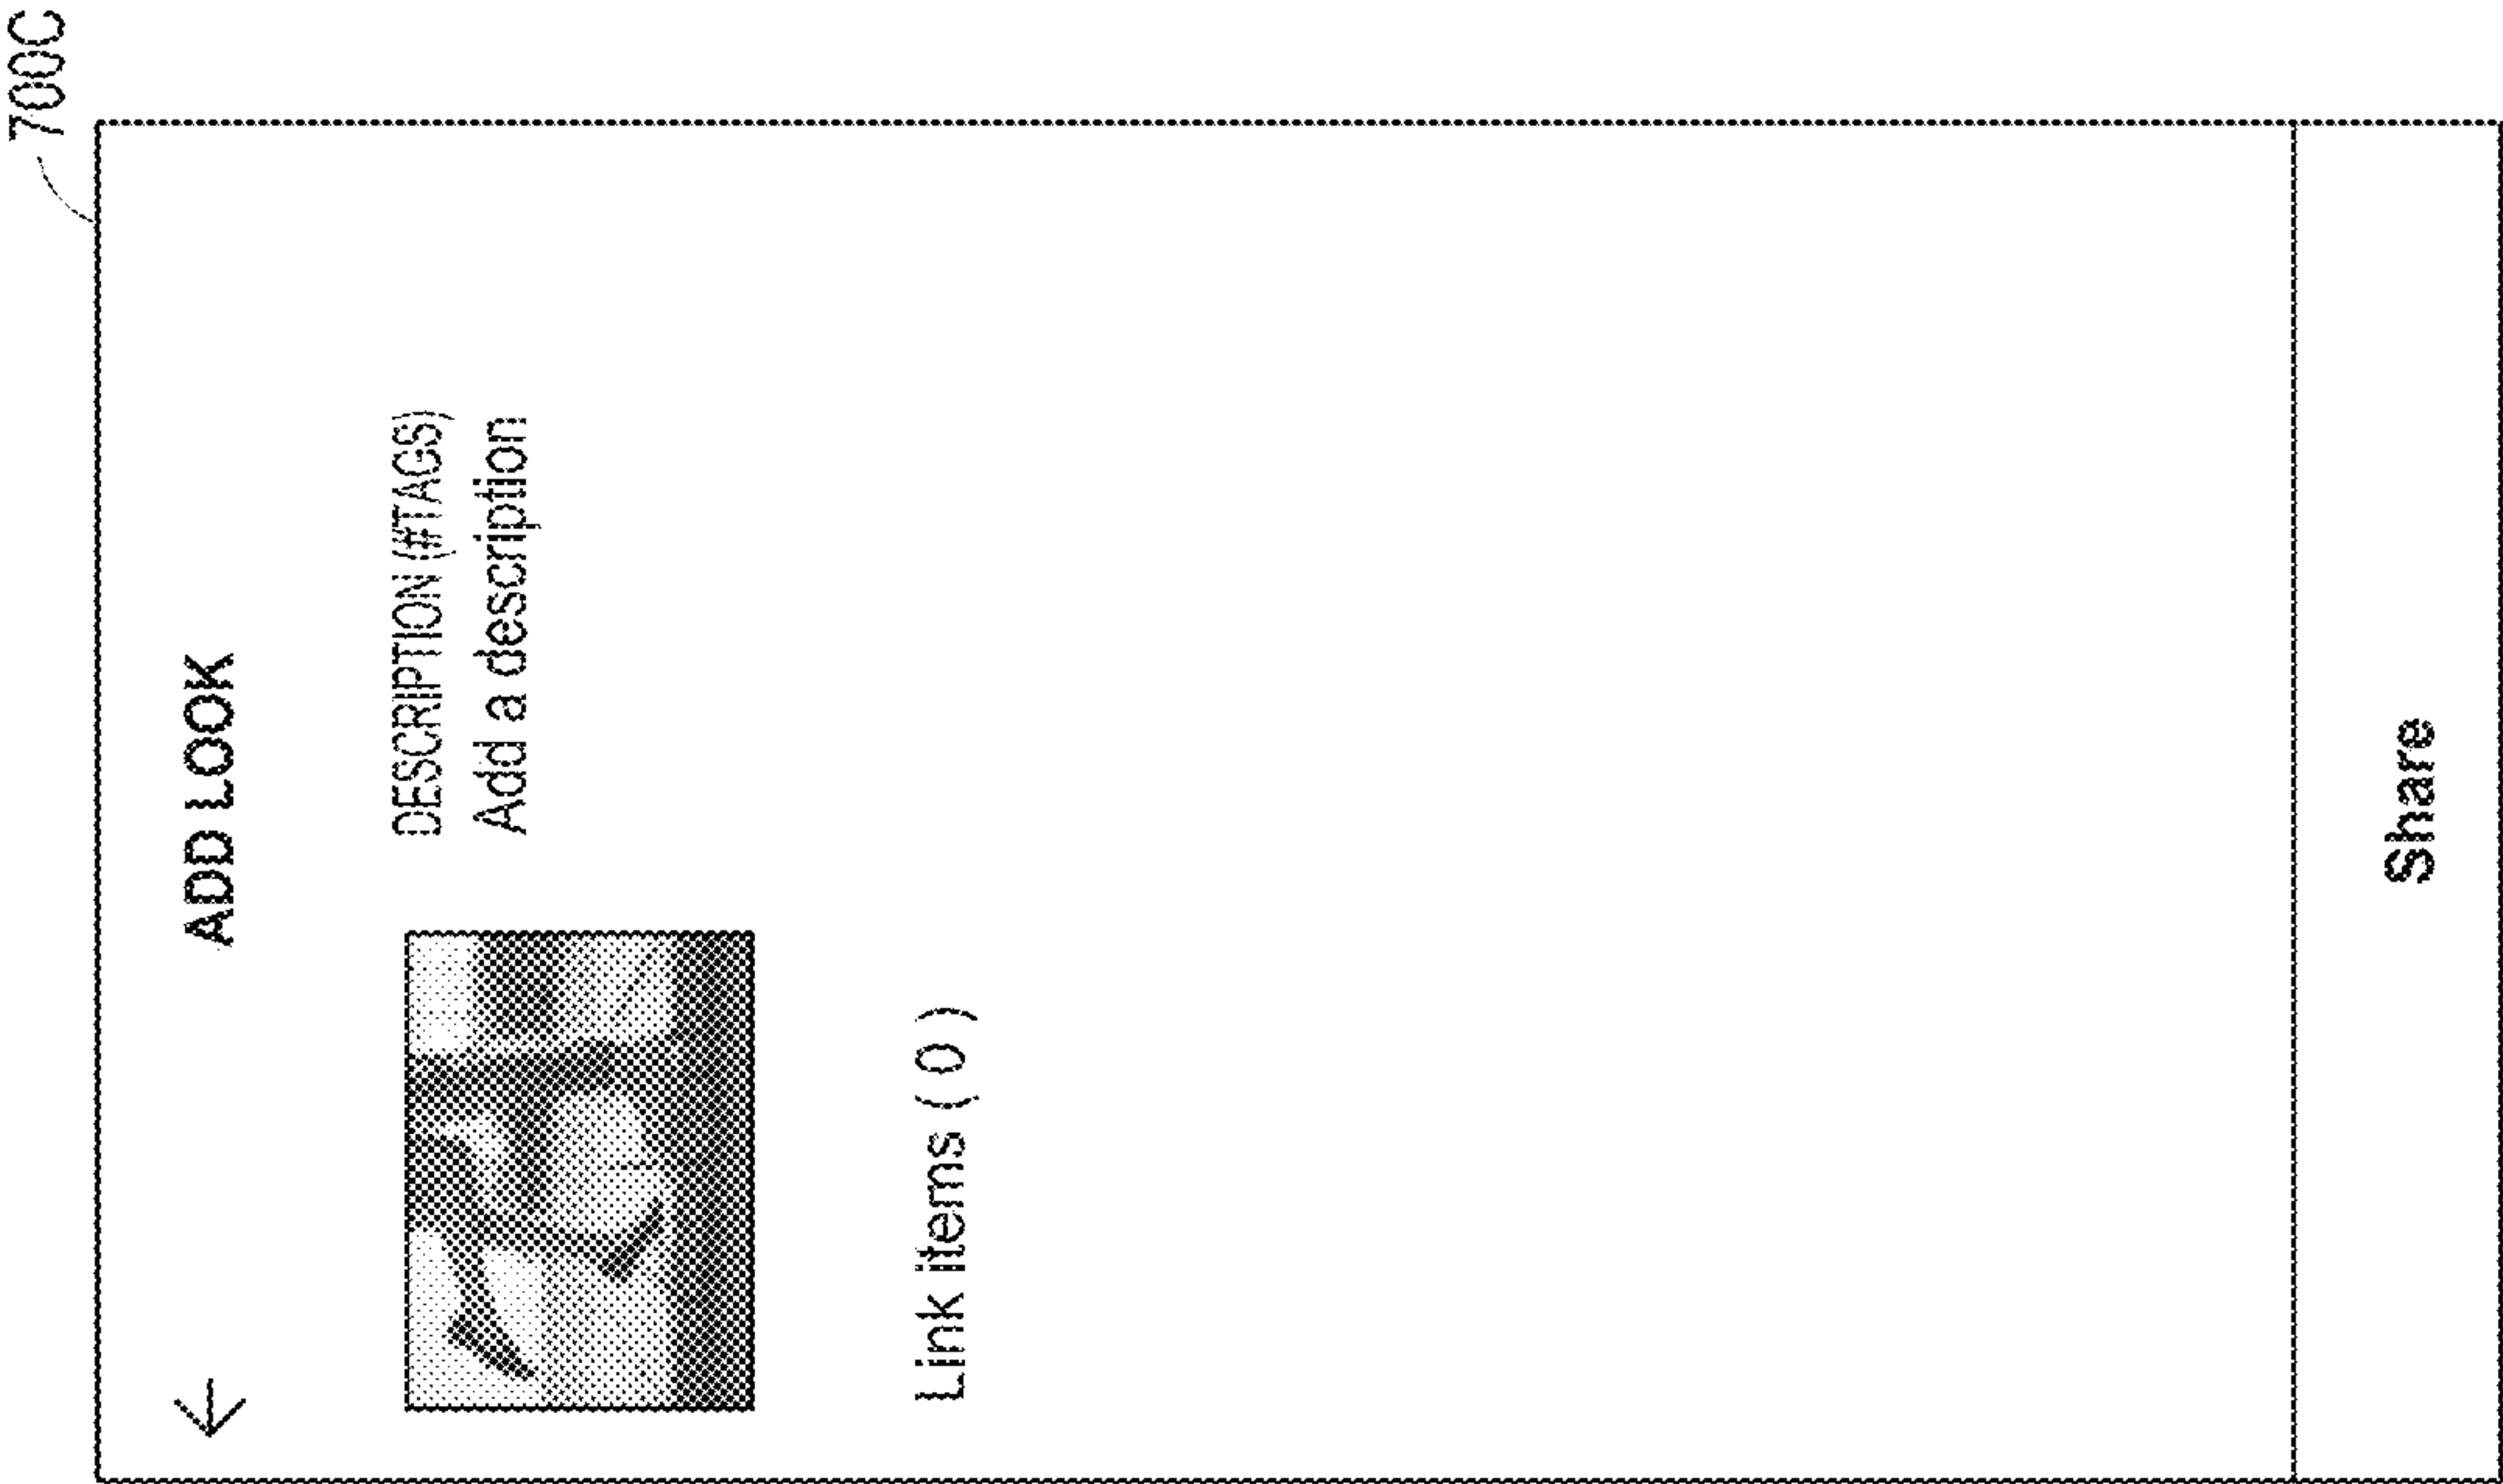 700C
ADD LOOK
DESCRIPTION (#TAGS)
Add a description
Link items ( 0 )
Share